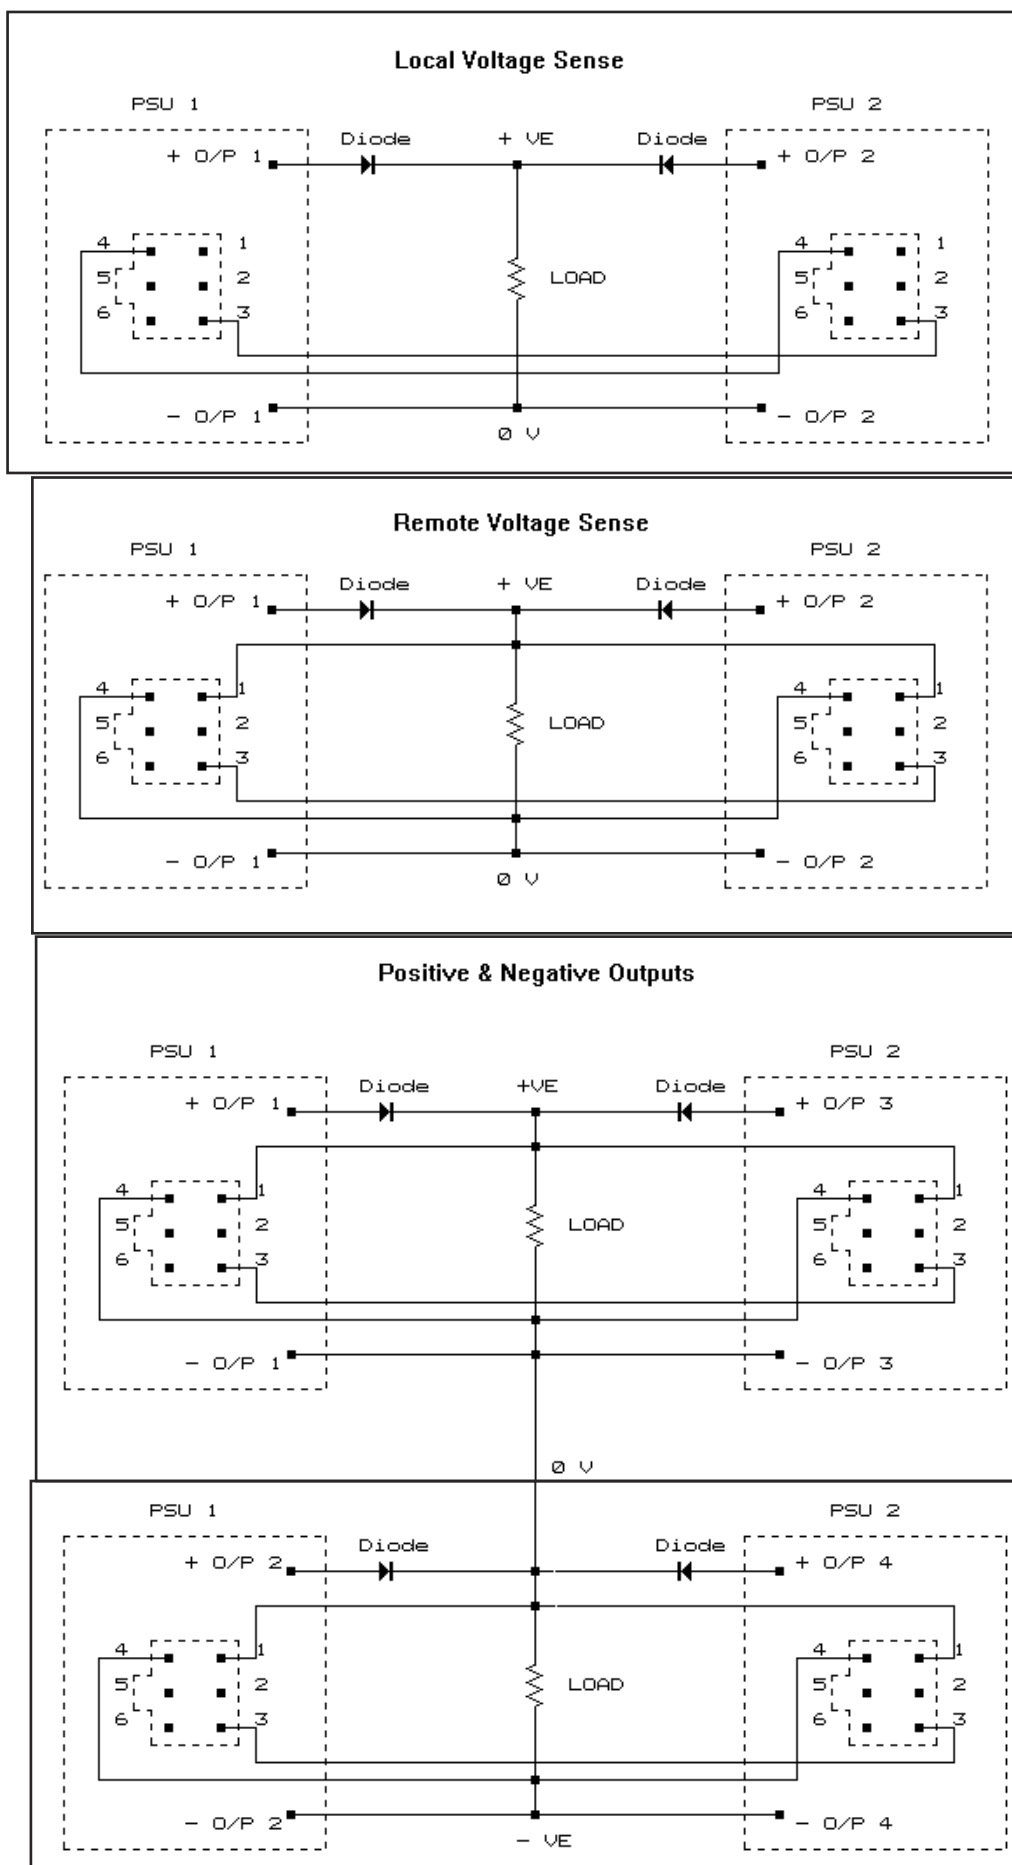 Local Voltage Sense
PSU 1
PSU 2
Diode
+ VE
Diode
+ O/P 1
+ O/P 2
4
1
4
1
5
2
LOAD
5
2
6
3
6
3
- O/P 1
- O/P 2
0 V
Remote Voltage Sense
PSU 1
PSU 2
Diode
+ VE
Diode
+ O/P 1
+ O/P 2
4
1
4
1
5
2
LOAD
5
2
6
3
6
3
- O/P 1
- O/P 2
0 V
Positive & Negative Outputs
PSU 1
PSU 2
Diode
+VE
Diode
+ O/P 1
+ O/P 3
4
1
4
1
5
2
LOAD
5
2
6
3
6
3
- O/P 1
- O/P 3
0 V
PSU 1
PSU 2
Diode
Diode
+ O/P 2
+ O/P 4
4
1
4
1
5
2
LOAD
5
2
6
3
6
3
- O/P 2
- O/P 4
- VE